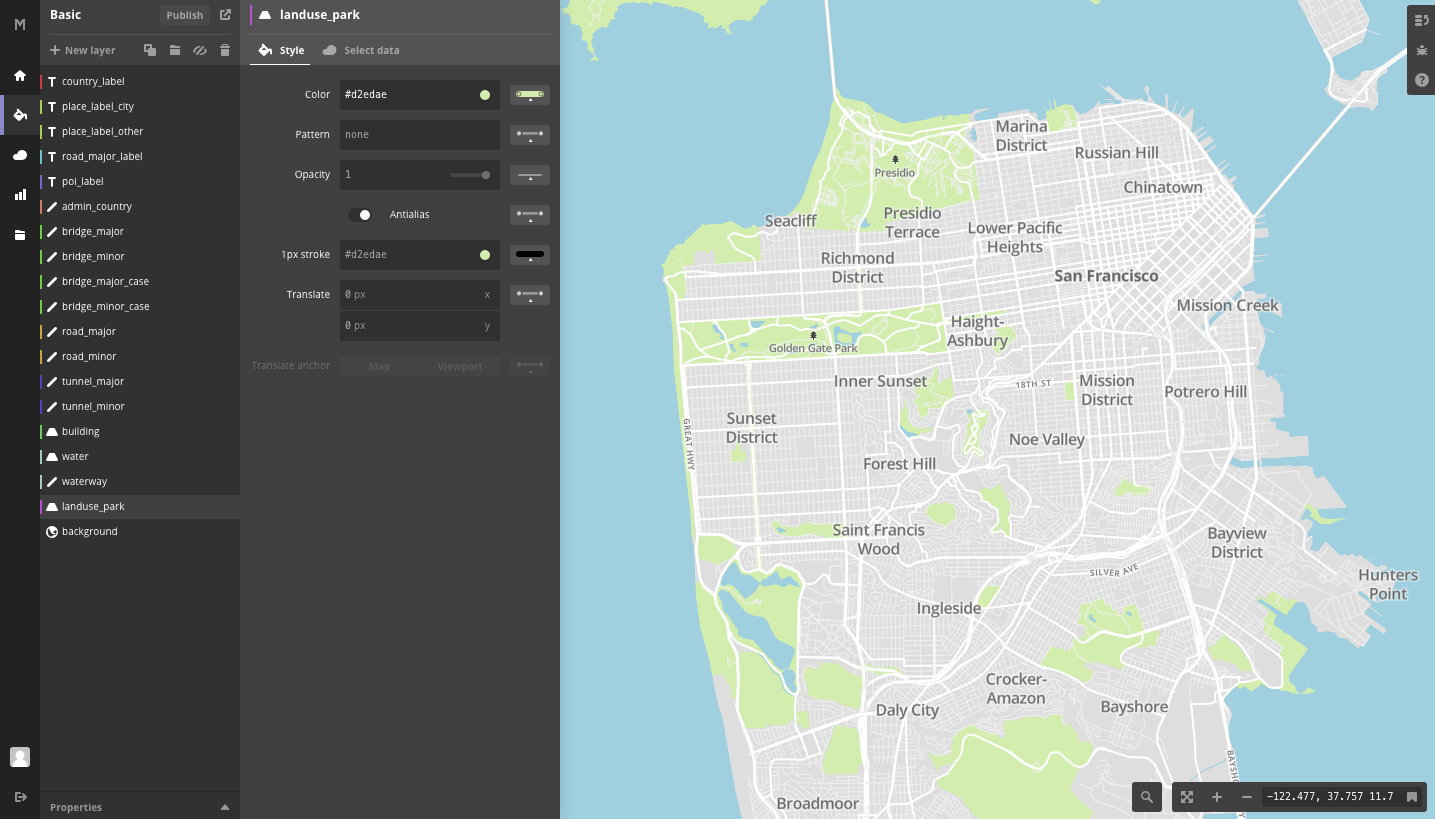 M
Basic
Publish
New layer
country_label
place_label_city
place_label_other
road_major_label
poi_label
admin_country
bridge_major
bridge_minor
bridge_major_case
bridge_minor_case
road_major
road_minor
tunnel_major
tunnel_minor
building
water
waterway
landuse_park
background
Properties
landuse_park
Style
Select data
Color
#d2edae
Pattern
none
Opacity
1
Antialias
1px stroke
#d2edae
Translate
0 px
x
0 px
y
Translate anchor
Map
Viewport
Marina
District
Russian Hill
Presidio
Chinatown
Seacliff
Presidio
Terrace
Lower Pacific
Heights
Richmond
District
San Francisco
Mission Creek
Haight-
Ashbury
Golden Gate Park
Inner Sunset
18TH ST
Mission
District
Potrero Hill
Sunset
District
GREAT HWY
Noe Valley
Forest Hill
Saint Francis
Wood
Bayview
District
SILVER AVE
Hunters
Point
Ingleside
Crocker-
Amazon
Daly City
Bayshore
Broadmoor
-122.477, 37.757 11.7